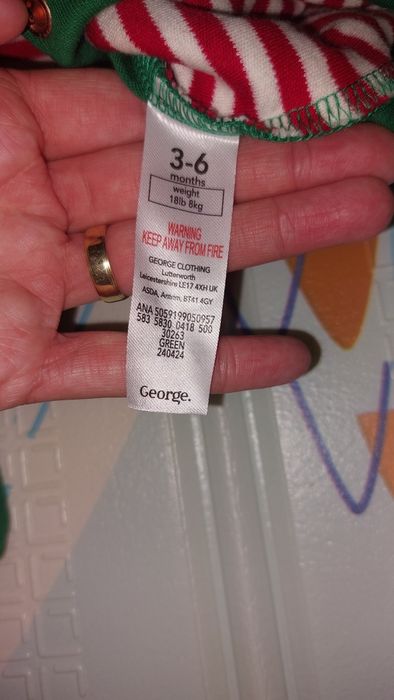 3-6
months
weight
18lb 8kg
WARNING
KEEP AWAY FROM FIRE
GEORGE CLOTHING
Lutterworth
Leicestershire LE17 4XH UK
ASDA, Antrim, BT41 4GY
ANA 5059199050957
583 5830 0418 500
30263
GREEN
240424
George.